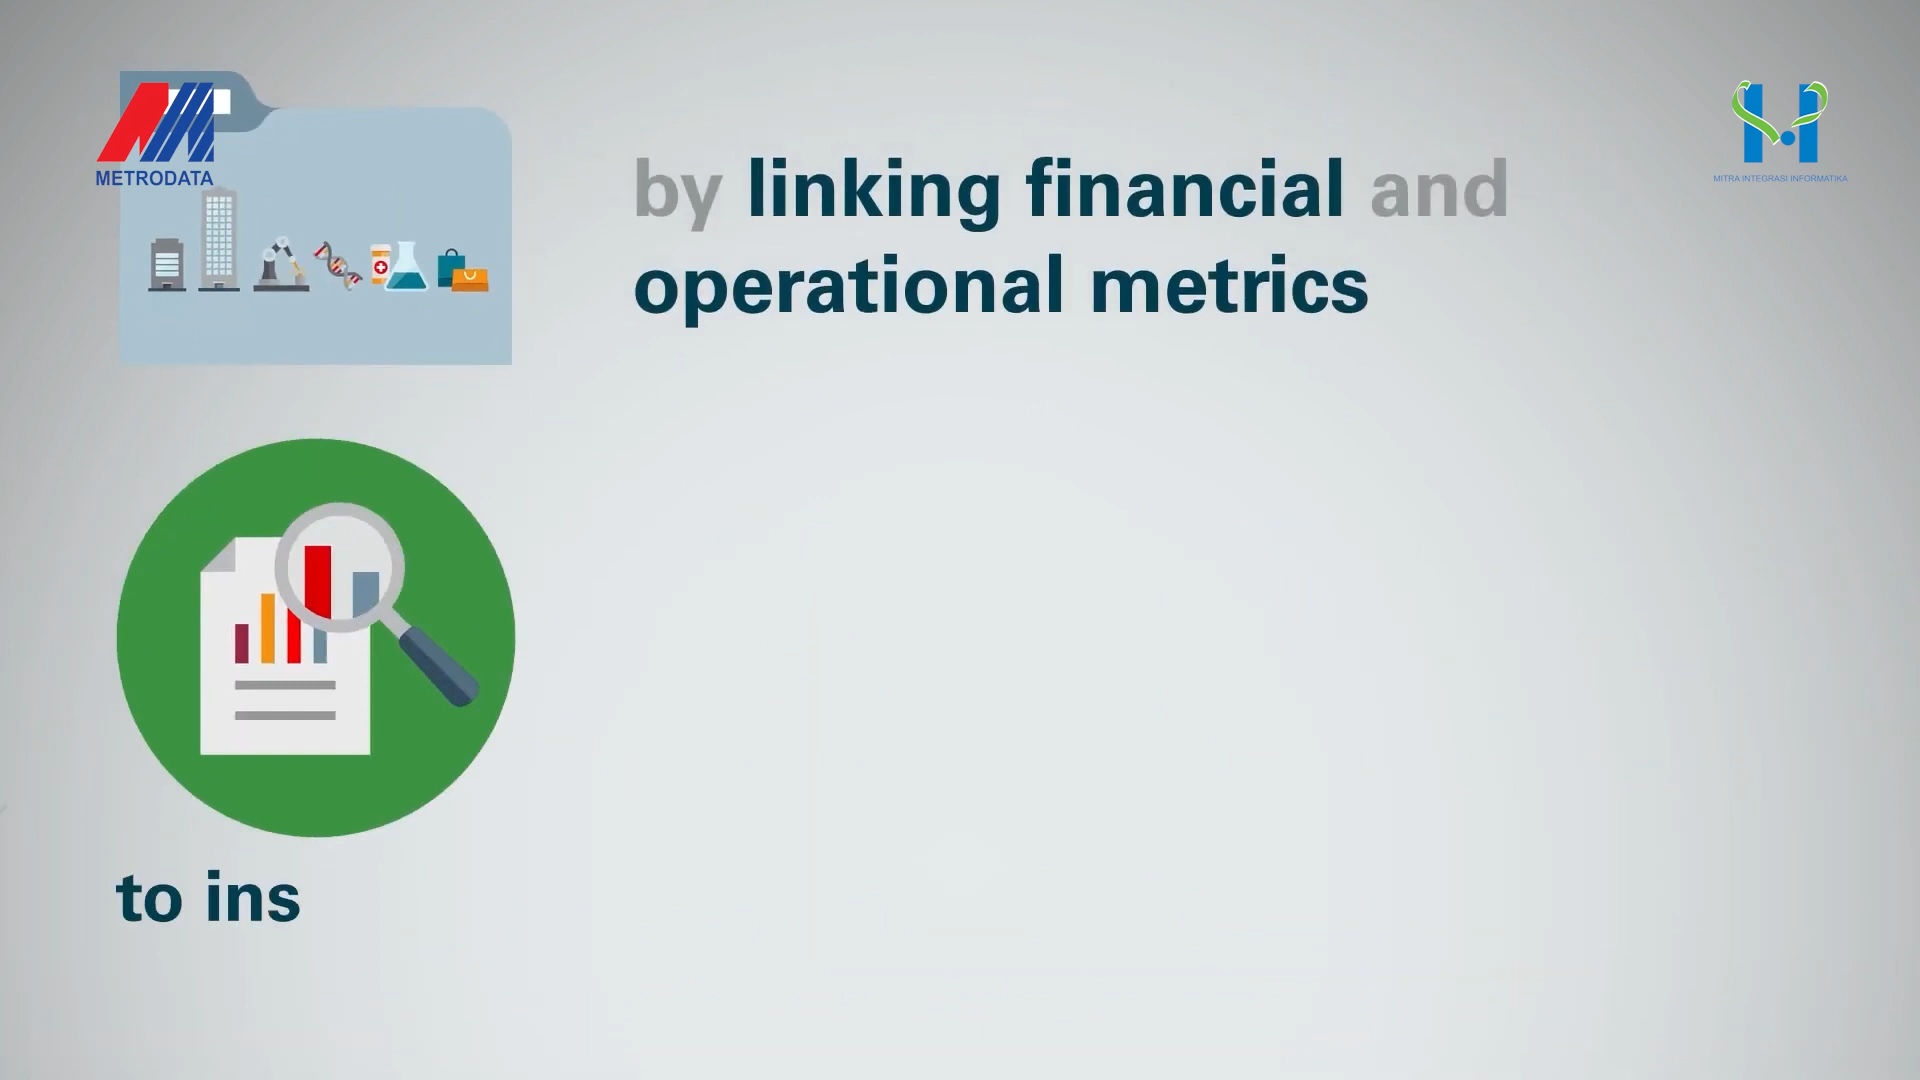 METRODATA
MITRA INTEGRASI INFORMATIKA
by linking financial and
operational metrics
to ins